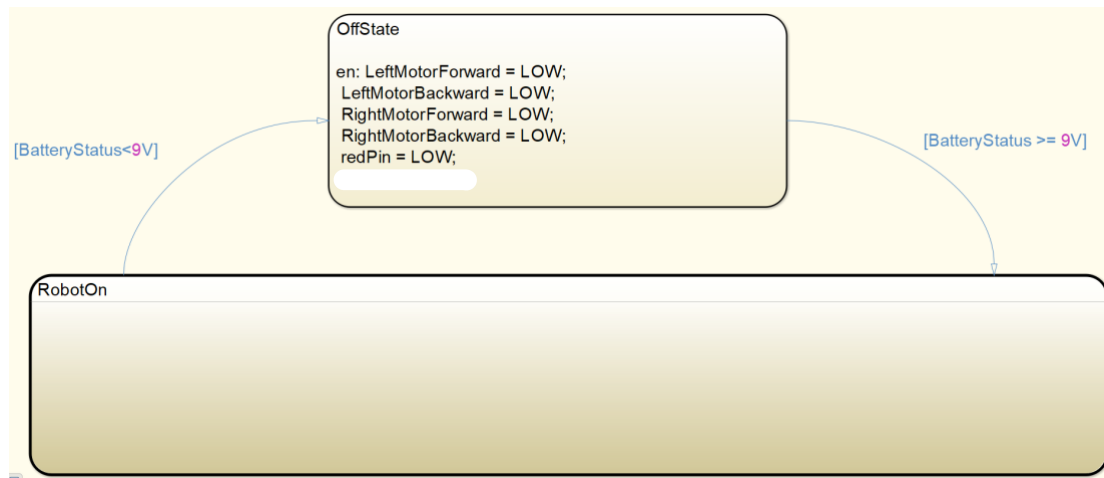 OffState
en: LeftMotorForward = LOW;
LeftMotorBackward = LOW;
RightMotorForward = LOW;
RightMotorBackward = LOW;
redPin = LOW;
[BatteryStatus<9V]
[BatteryStatus >= 9V]
RobotOn